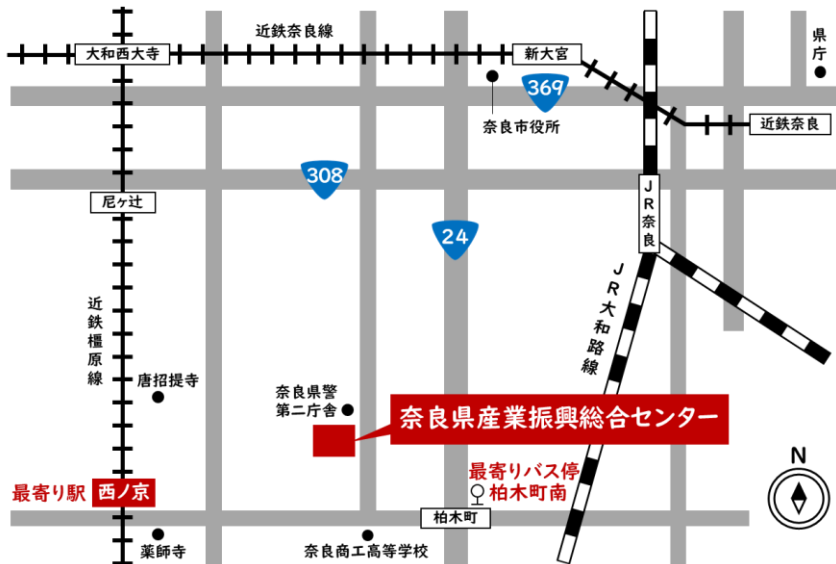 近鉄奈良線
県庁
大和西大寺
新大宮
369
奈良市役所
近鉄奈良
308
尼ヶ辻
JR奈良
24
近鉄橿原線
JR大和路線
唐招提寺
奈良県警
第二庁舎
奈良県産業振興総合センター
最寄り駅 西ノ京
最寄りバス停
柏木町南
N
柏木町
薬師寺
奈良商工高等学校